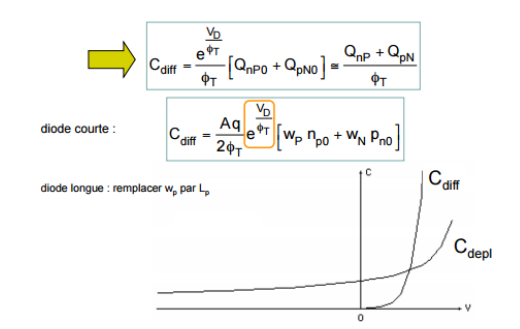 C_diff = e^(V_D/ϕ_T)/ϕ_T [Q_nP0 + Q_pN0] ≅ (Q_nP + Q_pN)/ϕ_T
diode courte : C_diff = Aq/(2ϕ_T) e^(V_D/ϕ_T) [w_P n_p0 + w_N p_n0]
diode longue : remplacer w_p par L_p
C
C_diff
C_depl
V
0